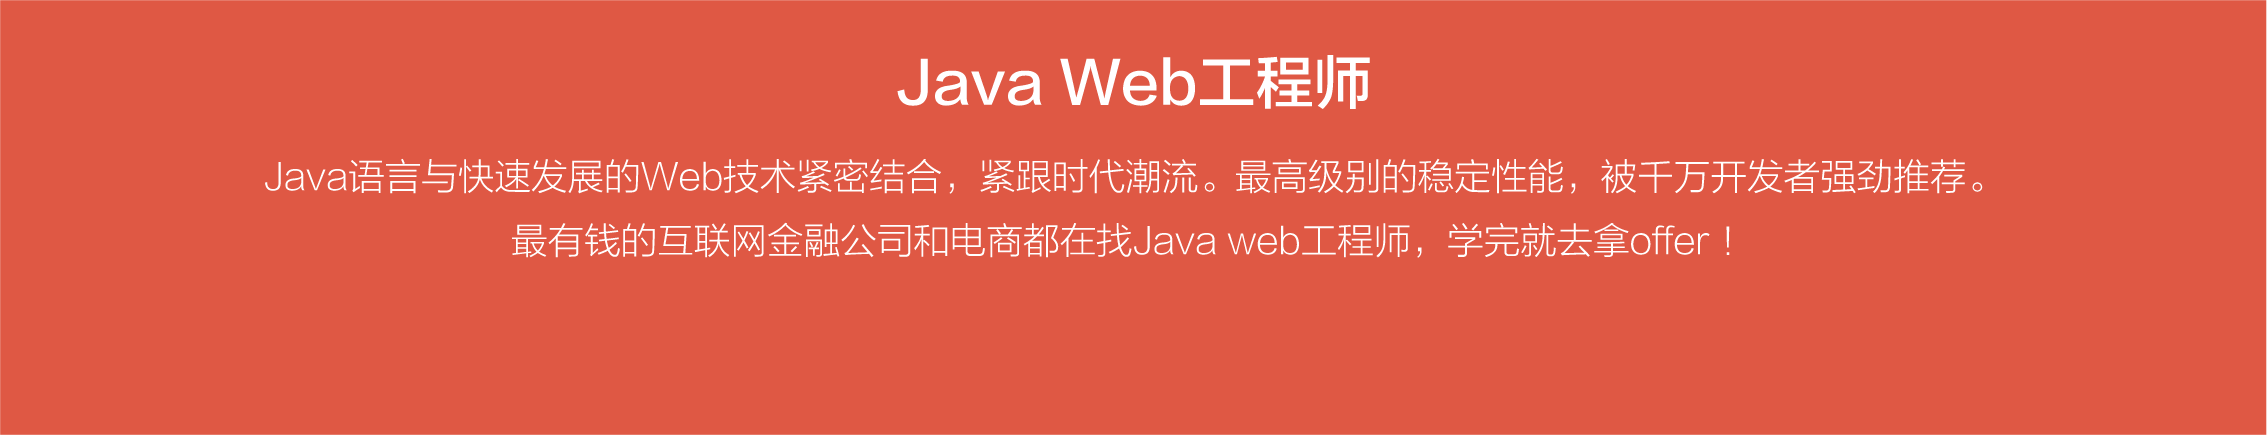 Java Web工程师
Java语言与快速发展的Web技术紧密结合，紧跟时代潮流。最高级别的稳定性能，被千万开发者强劲推荐。
最有钱的互联网金融公司和电商都在找Java web工程师，学完就去拿offer！